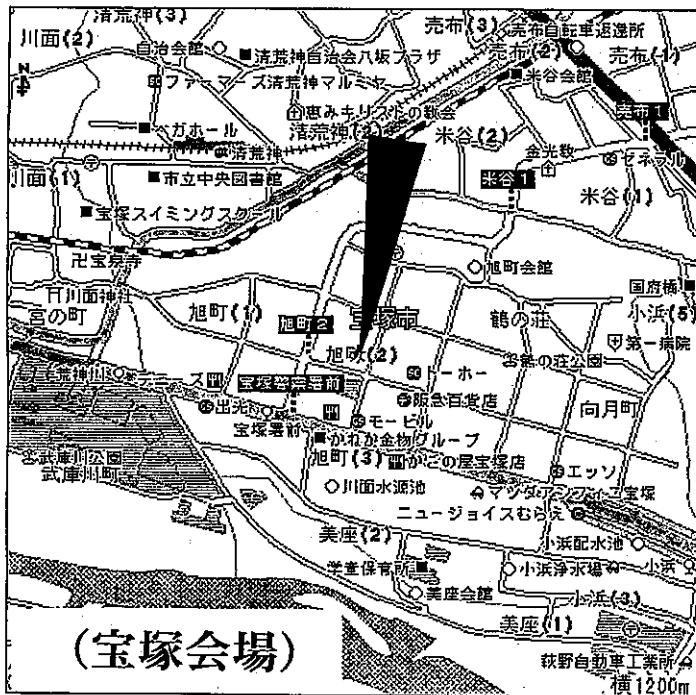 清荒神(3)
売布(3)
売布自転車返還所
川面(2)
自治会館
清荒神自治会八坂プラザ
売布(2)
売布(1)
ファーマーズ清荒神マルミヤ
米谷会館
恵みキリストの教会
売布1
ベガホール
清荒神(1)
米谷(2)
清荒神
金光教
ゼネラル
川面(1)
市立中央図書館
米谷1
米谷(1)
宝塚スイミングスクール
卍宝泉寺
旭町会館
国府橋
川面神社
宮の町
旭町(1)
旭町2
宝塚市
鶴の荘
小浜(5)
第一病院
旭町(2)
鶴の荘公園
荒神川
デニーズ
宝塚警察署前
トーホー
阪急百貨店
向月町
出光
宝塚署前
モービル
かねか金物グループ
武庫川公園
武庫川町
旭町(3)
かごの屋宝塚店
エッソ
川面水源池
マツダアンフィニ宝塚
ニュージョイスむらえ
美座(2)
小浜配水池
学童保育所
小浜浄水場
小浜
美座会館
小浜(3)
美座(1)
(宝塚会場)
萩野自動車工業所
横1200m